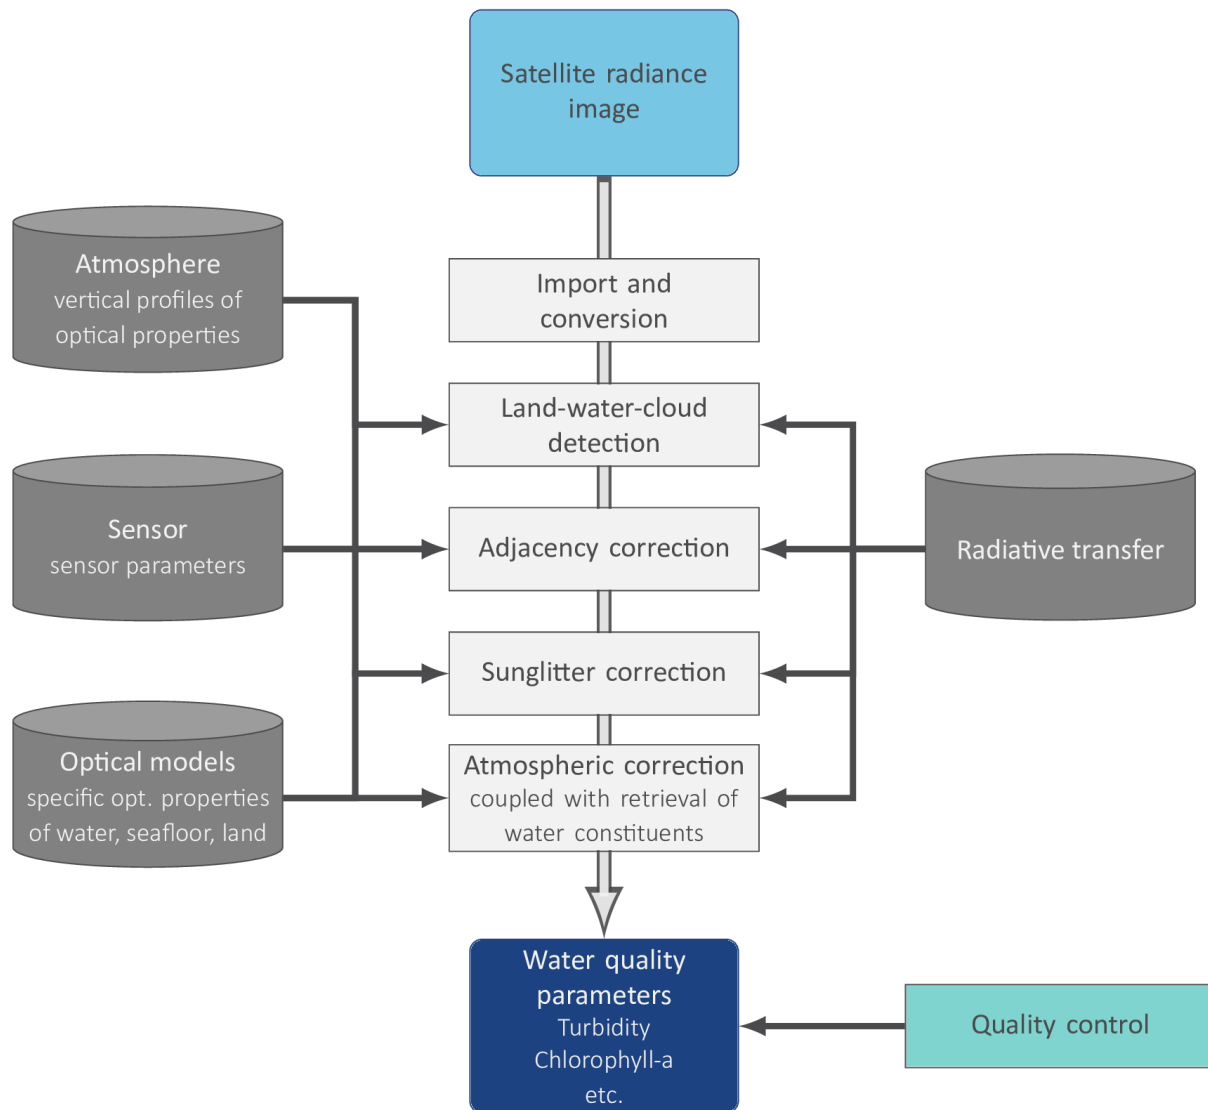 Satellite radiance
image
Atmosphere
vertical profiles of
optical properties
Import and
conversion
Land-water-cloud
detection
Sensor
sensor parameters
Adjacency correction
Radiative transfer
Sunglitter correction
Optical models
specific opt. properties
of water, seafloor, land
Atmospheric correction
coupled with retrieval of
water constituents
Water quality
parameters
Turbidity
Chlorophyll-a
etc.
Quality control